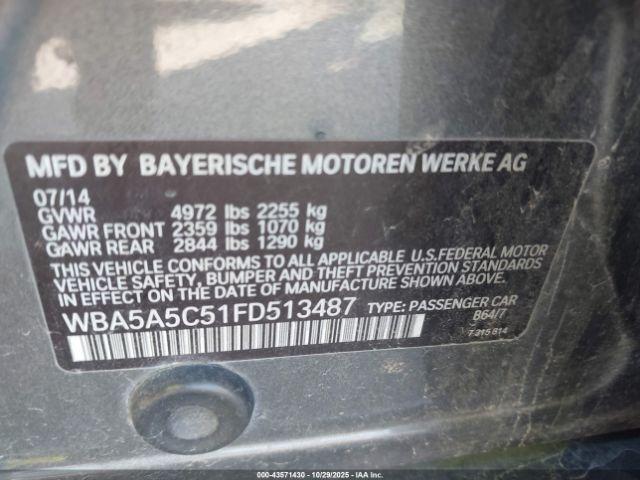 MFD BY BAYERISCHE MOTOREN WERKE AG
07/14
GVWR 4972 lbs 2255 kg
GAWR FRONT 2359 lbs 1070 kg
GAWR REAR 2844 lbs 1290 kg
THIS VEHICLE CONFORMS TO ALL APPLICABLE U.S.FEDERAL MOTOR
VEHICLE SAFETY, BUMPER AND THEFT PREVENTION STANDARDS
IN EFFECT ON THE DATE OF MANUFACTURE SHOWN ABOVE.
WBA5A5C51FD513487 TYPE: PASSENGER CAR
B64/7
7 315 814
00-43571430 - 10/29/2025 - IAA Inc.